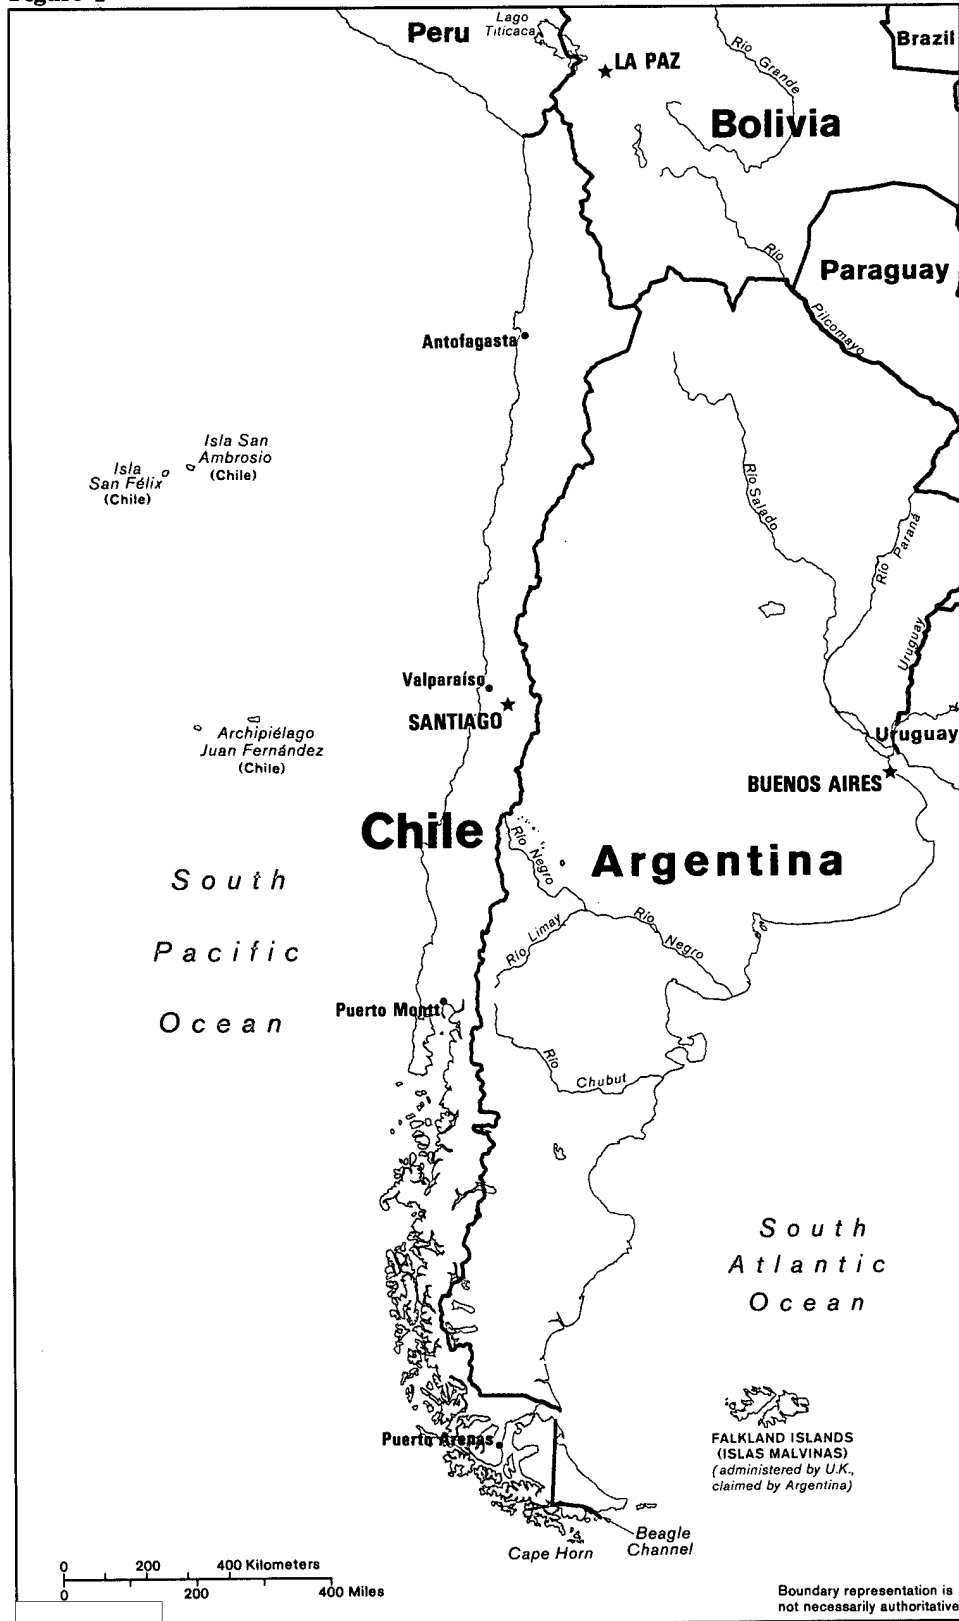 Peru
Lago
Titicaca
LA PAZ
Río Grande
Brazil
Bolivia
Río
Paraguay
Pilcomayo
Antofagasta
Isla San
Ambrosio
(Chile)
Isla
San Félix
(Chile)
Río Salado
Río Paraná
Uruguay
Valparaíso
SANTIAGO
Archipiélago
Juan Fernández
(Chile)
Uruguay
BUENOS AIRES
Chile
Río Negro
Argentina
South
Pacific
Ocean
Río Limay
Río Negro
Puerto Montt
Río
Chubut
South
Atlantic
Ocean
FALKLAND ISLANDS
(ISLAS MALVINAS)
(administered by U.K.,
claimed by Argentina)
Puerto Arenas
Beagle
Channel
Cape Horn
0 200 400 Kilometers
0 200 400 Miles
Boundary representation is
not necessarily authoritative